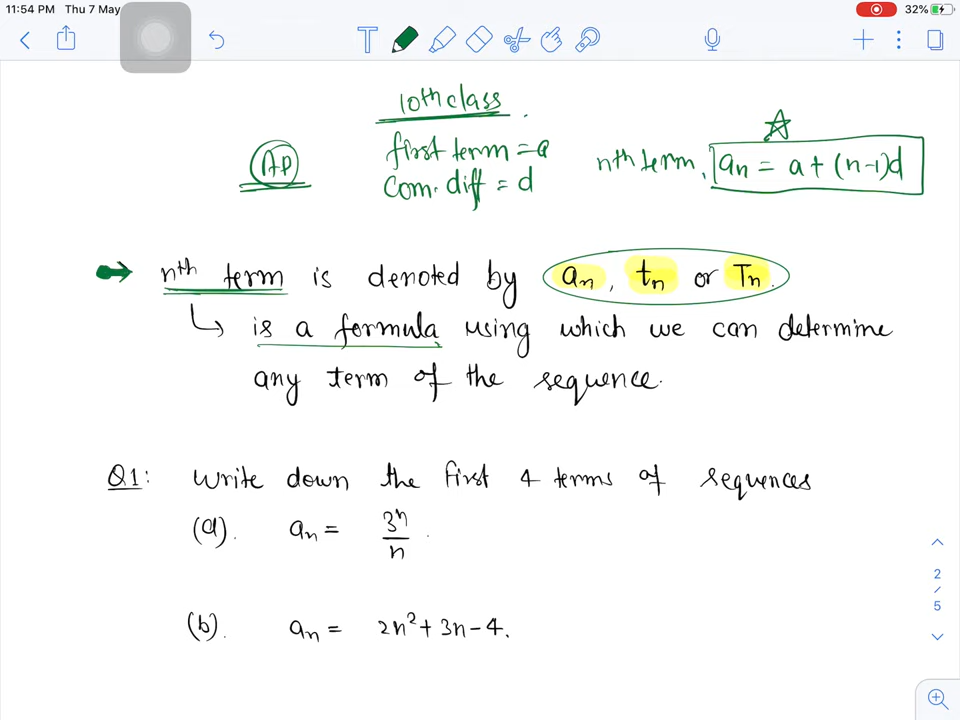 11:54 PM Thu 7 May 32%
10th class
AP first term = a nth term, an = a + (n-1)d
com. diff = d
nth term is denoted by an, tn or Tn.
is a formula using which we can determine
any term of the sequence.
Q1: Write down the first 4 terms of sequences
(a). an = 3^n/n
(b). an = 2n² + 3n - 4.
2
/
5